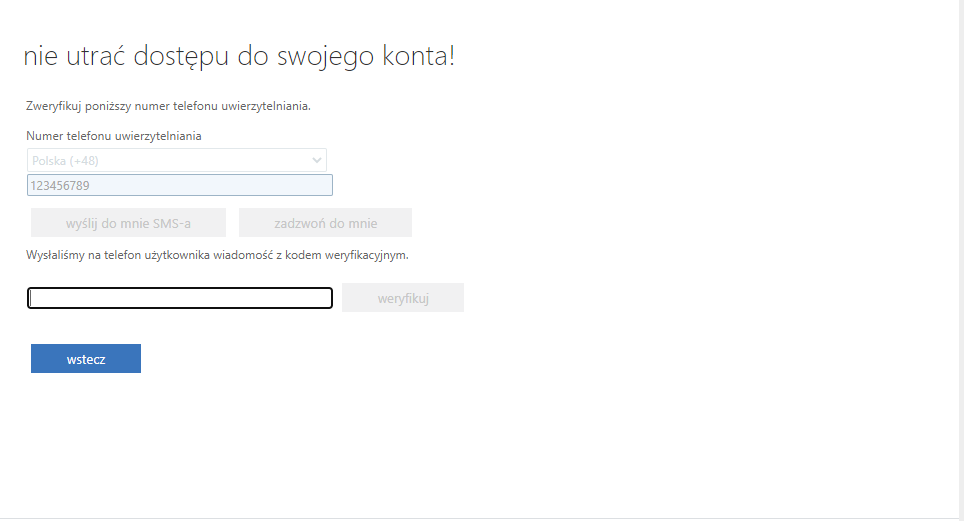 nie utrać dostępu do swojego konta!
Zweryfikuj poniższy numer telefonu uwierzytelniania.
Numer telefonu uwierzytelniania
Polska (+48)
123456789
wyślij do mnie SMS-a zadzwoń do mnie
Wysłaliśmy na telefon użytkownika wiadomość z kodem weryfikacyjnym.
weryfikuj
wstecz